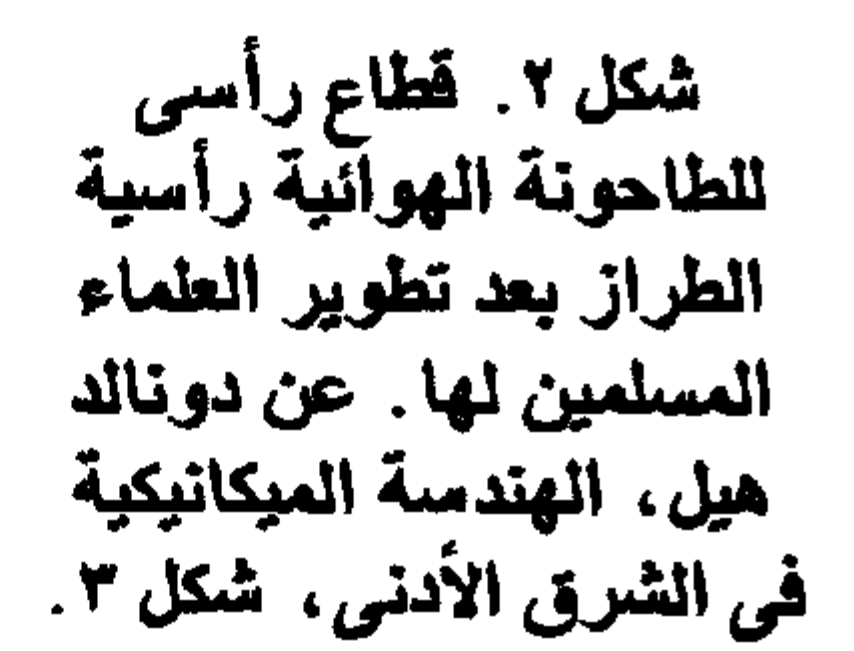 شكل ٢. قطاع رأسى
للطاحونة الهوائية رأسية
الطراز بعد تطوير العلماء
المسلمين لها. عن دونالد
هيل، الهندسة الميكانيكية
فى الشرق الأدنى، شكل ٣.